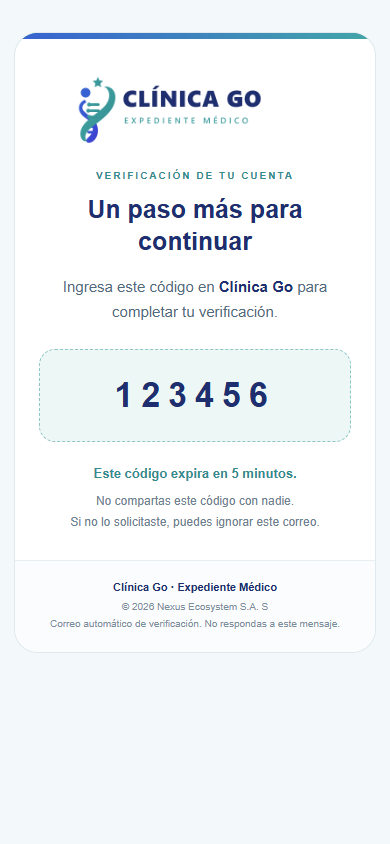 CLÍNICA GO
EXPEDIENTE MÉDICO
VERIFICACIÓN DE TU CUENTA
Un paso más para
continuar
Ingresa este código en Clínica Go para
completar tu verificación.
1 2 3 4 5 6
Este código expira en 5 minutos.
No compartas este código con nadie.
Si no lo solicitaste, puedes ignorar este correo.
Clínica Go · Expediente Médico
© 2026 Nexus Ecosystem S.A. S
Correo automático de verificación. No respondas a este mensaje.